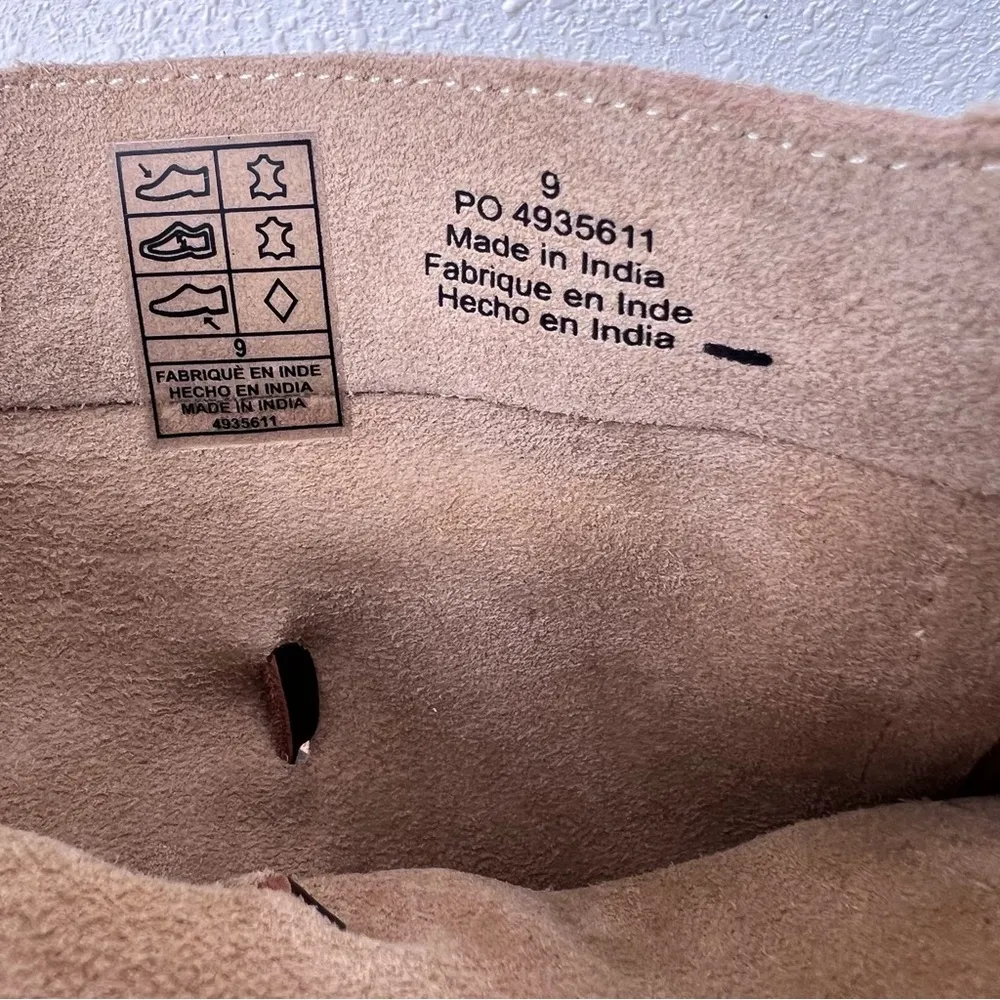 9
FABRIQUÈ EN INDE
HECHO EN INDIA
MADE IN INDIA
4935611
9
PO 4935611
Made in India
Fabrique en Inde
Hecho en India